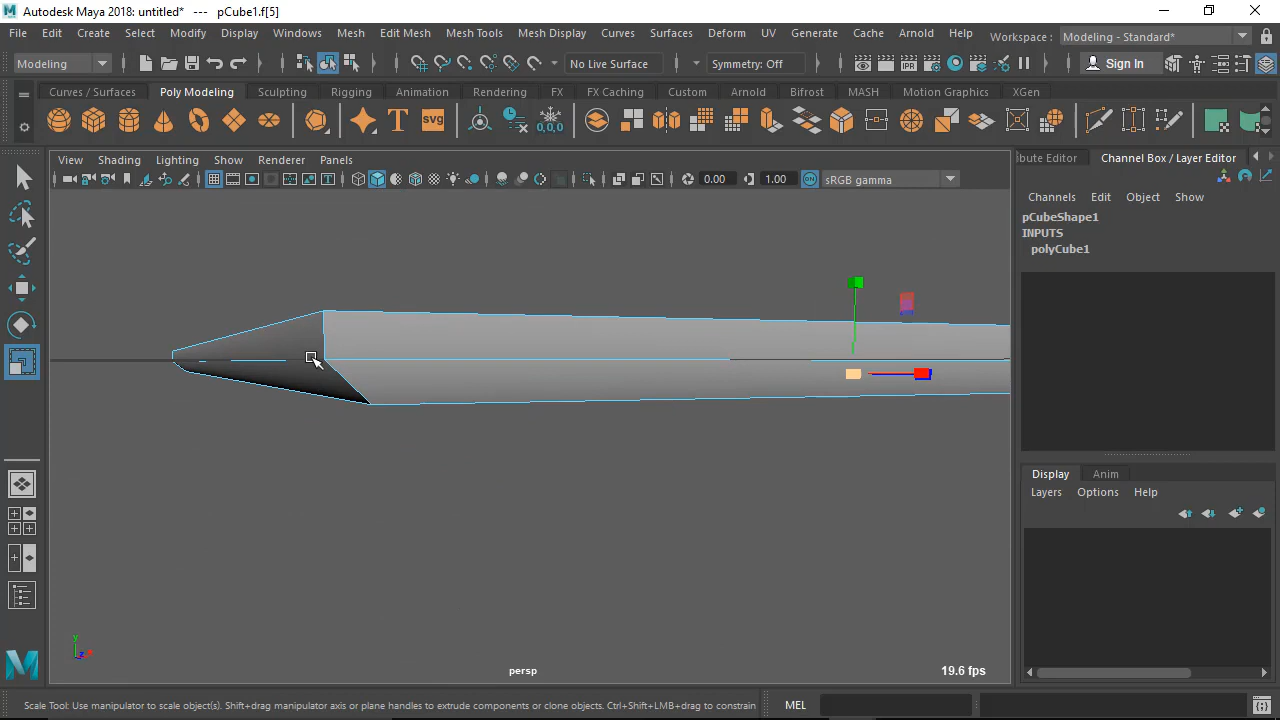 Autodesk Maya 2018: untitled* --- pCube1.f[5]
File Edit Create Select Modify Display Windows Mesh Edit Mesh Mesh Tools Mesh Display Curves Surfaces Deform UV Generate Cache Arnold Help Workspace: Modeling - Standard*
Modeling No Live Surface Symmetry: Off Sign In
Curves / Surfaces Poly Modeling Sculpting Rigging Animation Rendering FX FX Caching Custom Arnold Bifrost MASH Motion Graphics XGen
T SVG 0,0,0
View Shading Lighting Show Renderer Panels
0.00 1.00 ON sRGB gamma
ibute Editor Channel Box / Layer Editor
Channels Edit Object Show
pCubeShape1
INPUTS
polyCube1
Display Anim
Layers Options Help
y
persp
19.6 fps
Scale Tool: Use manipulator to scale object(s). Shift+drag manipulator axis or plane handles to extrude components or clone objects. Ctrl+Shift+LMB+drag to constrain
MEL